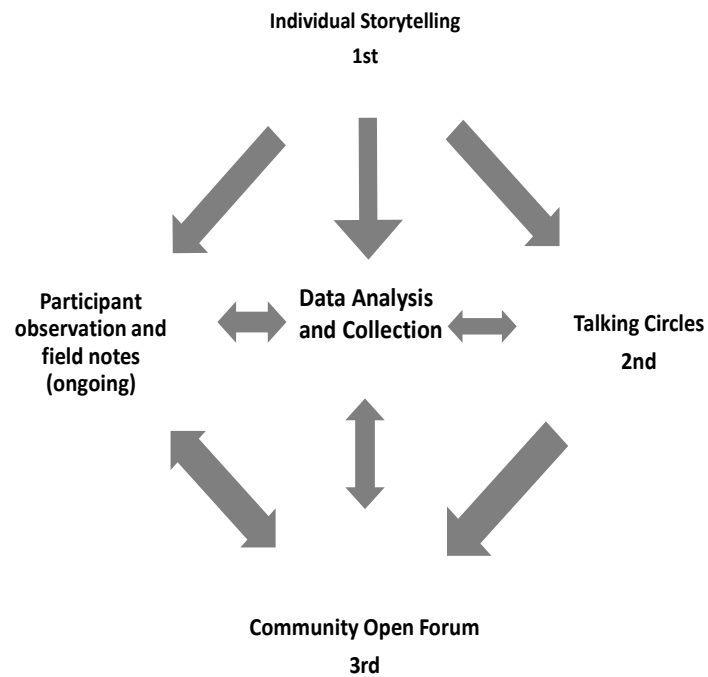 Individual Storytelling
1st
Participant
observation and
field notes
(ongoing)
Data Analysis
and Collection
Talking Circles
2nd
Community Open Forum
3rd